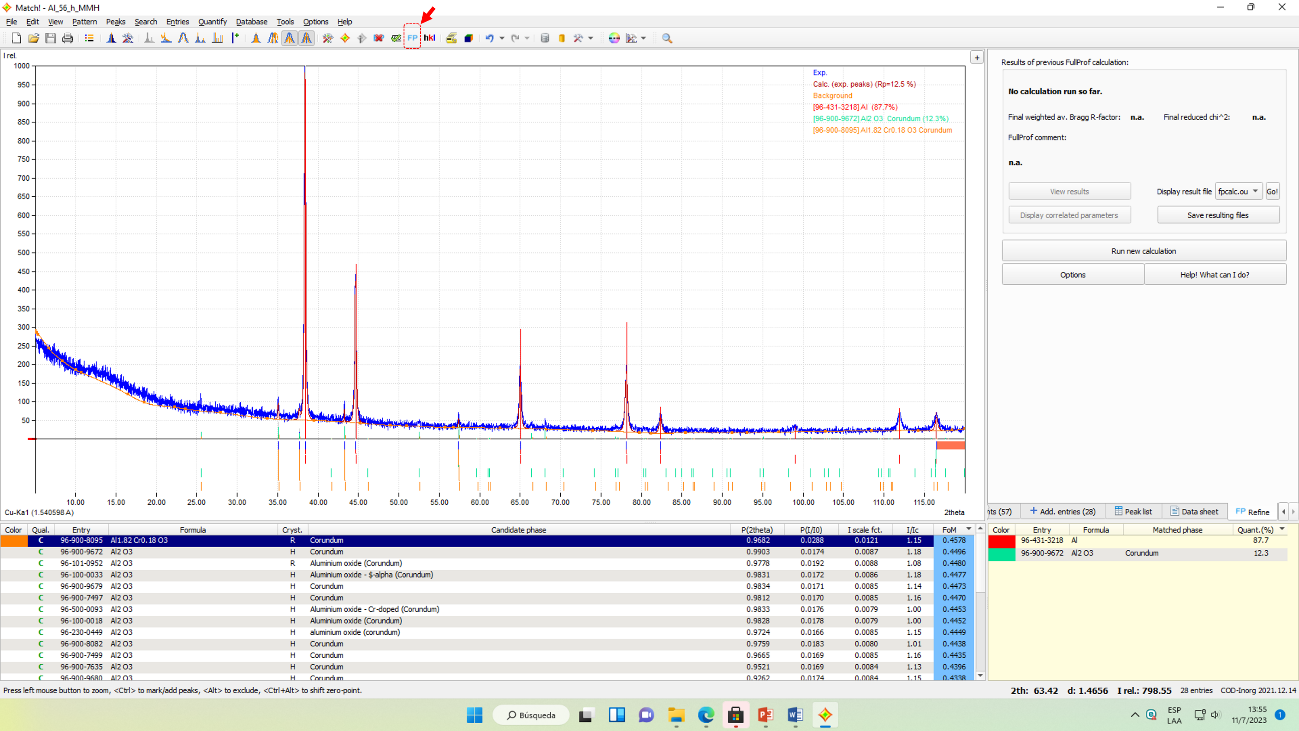 Match! - Al_56_h_MMH
File Edit View Pattern Peaks Search Entries Quantify Database Tools Options Help
FP hkl
I rel.
1000
950
900
850
800
750
700
650
600
550
500
450
400
350
300
250
200
150
100
50
Exp.
Calc. (exp. peaks) (Rp=12.5 %)
Background
[96-431-3218] Al (87.7%)
[96-900-9672] Al2 O3 Corundum (12.3%)
[96-900-8095] Al1.82 Cr0.18 O3 Corundum
10.00 15.00 20.00 25.00 30.00 35.00 40.00 45.00 50.00 55.00 60.00 65.00 70.00 75.00 80.00 85.00 90.00 95.00 100.00 105.00 110.00 115.00
Cu-Ka1 (1.540598 A) 2theta
Results of previous FullProf calculation:
No calculation run so far.
Final weighted av. Bragg R-factor: n.a. Final reduced chi^2: n.a.
FullProf comment:
n.a.
View results Display result file fpcalc.ou Go!
Display correlated parameters Save resulting files
Run new calculation
Options Help! What can I do?
nts (57) Add. entries (28) Peak list Data sheet FP Refine
Color Qual. Entry Formula Cryst. Candidate phase P(2theta) P(I/I0) I scale fct. I/Ic FoM
C 96-900-8095 Al1.82 Cr0.18 O3 R Corundum 0.9682 0.0288 0.0121 1.15 0.4578
C 96-900-9672 Al2 O3 H Corundum 0.9903 0.0174 0.0087 1.18 0.4496
C 96-101-0952 Al2 O3 R Aluminium oxide (Corundum) 0.9778 0.0192 0.0088 1.08 0.4480
C 96-100-0033 Al2 O3 H Aluminium oxide - $-alpha (Corundum) 0.9831 0.0172 0.0086 1.18 0.4477
C 96-900-9679 Al2 O3 H Corundum 0.9834 0.0171 0.0085 1.14 0.4473
C 96-900-7497 Al2 O3 H Corundum 0.9812 0.0170 0.0085 1.16 0.4470
C 96-500-0093 Al2 O3 H Aluminium oxide - Cr-doped (Corundum) 0.9833 0.0176 0.0079 1.00 0.4453
C 96-100-0018 Al2 O3 H Aluminium oxide (Corundum) 0.9828 0.0178 0.0079 1.00 0.4452
C 96-230-0449 Al2 O3 H aluminium oxide (corundum) 0.9724 0.0166 0.0085 1.15 0.4449
C 96-900-8082 Al2 O3 H Corundum 0.9759 0.0183 0.0080 1.01 0.4438
C 96-900-7499 Al2 O3 H Corundum 0.9665 0.0169 0.0085 1.16 0.4435
C 96-900-7635 Al2 O3 H Corundum 0.9521 0.0169 0.0084 1.13 0.4396
C 96-900-9680 Al2 O3 H Corundum 0.9262 0.0174 0.0084 1.15 0.4338
Color Entry Formula Matched phase Quant.(%)
96-431-3218 Al 87.7
96-900-9672 Al2 O3 Corundum 12.3
Press left mouse button to zoom, <Ctrl> to mark/add peaks, <Alt> to exclude, <Ctrl+Alt> to shift zero-point.
2th: 63.42 d: 1.4656 I rel.: 798.55 28 entries COD-Inorg 2021.12.14
Búsqueda
ESP
LAA
13:55
11/7/2023
1